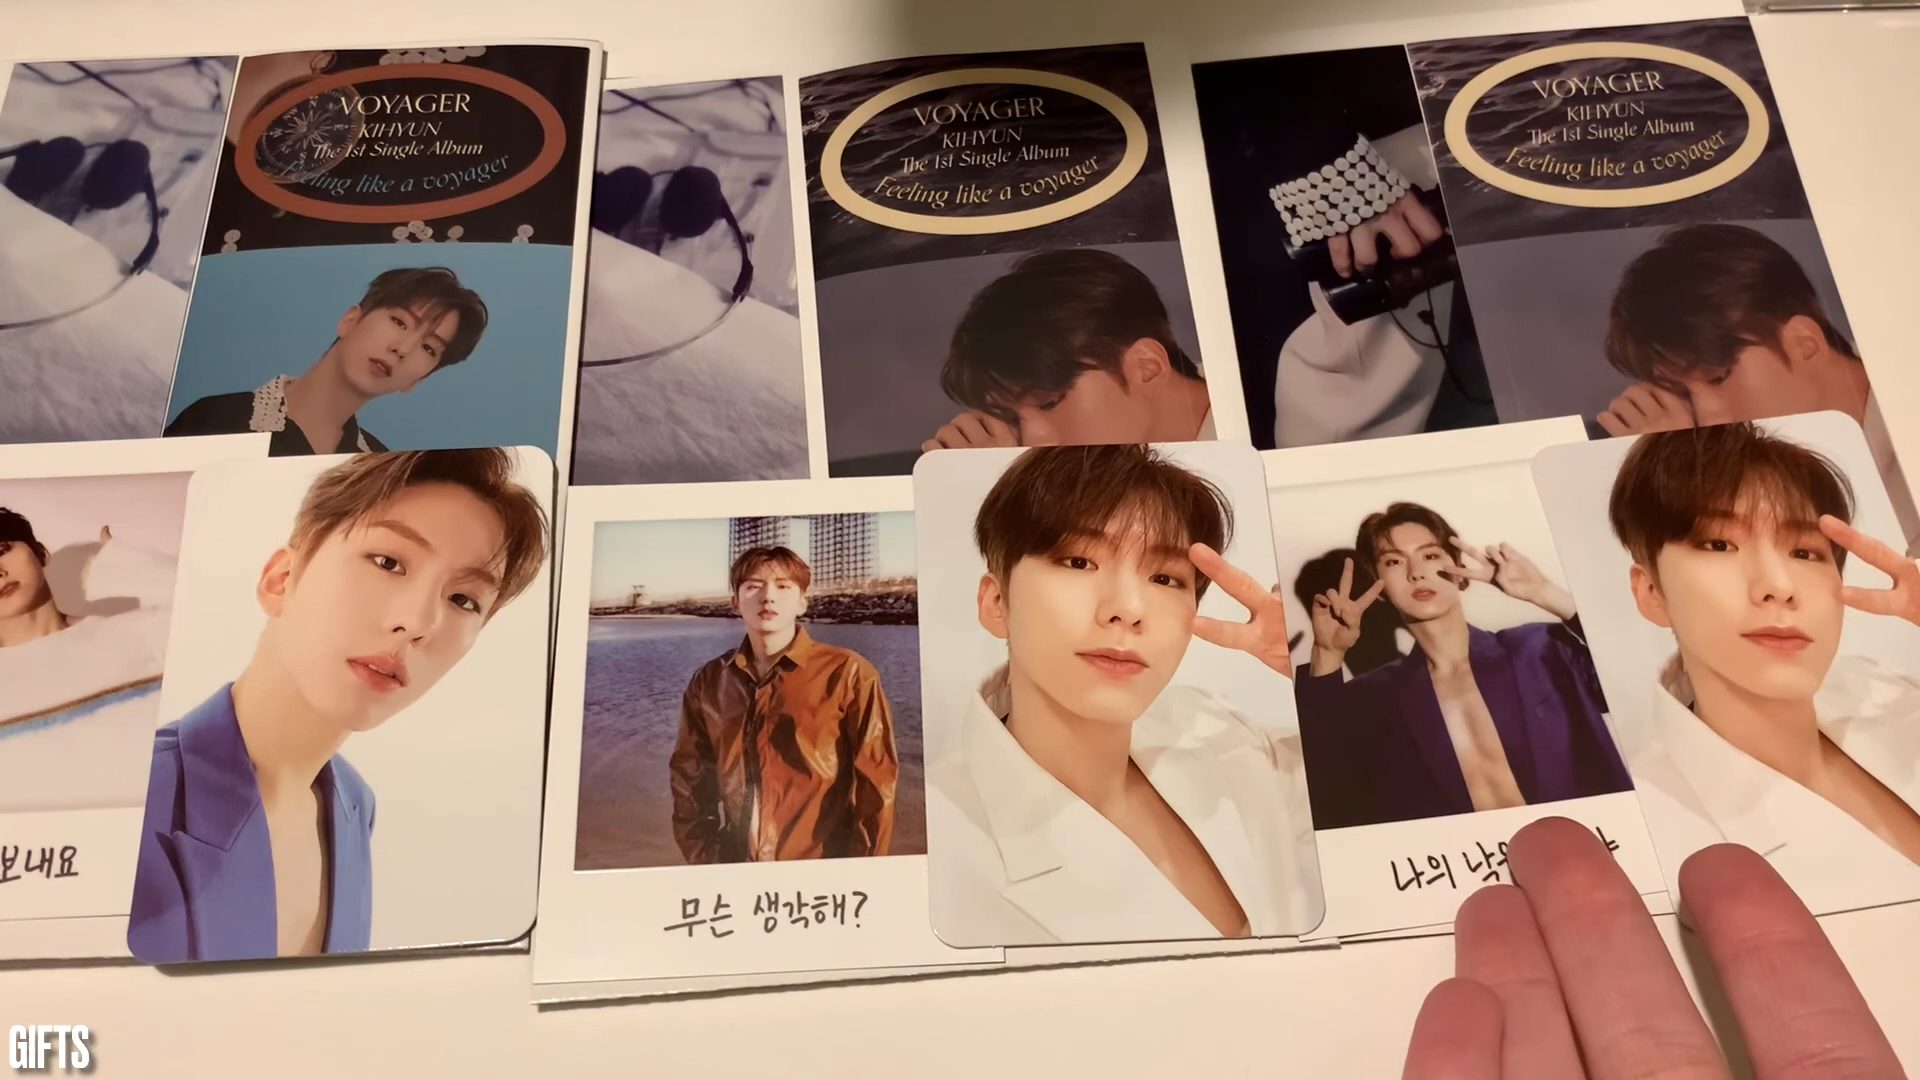 VOYAGER
KIHYUN
The 1st Single Album
Feeling like a voyager
VOYAGER
KIHYUN
The 1st Single Album
Feeling like a voyager
VOYAGER
KIHYUN
The 1st Single Album
Feeling like a voyager
보내요
무슨 생각해?
나의
GIFTS